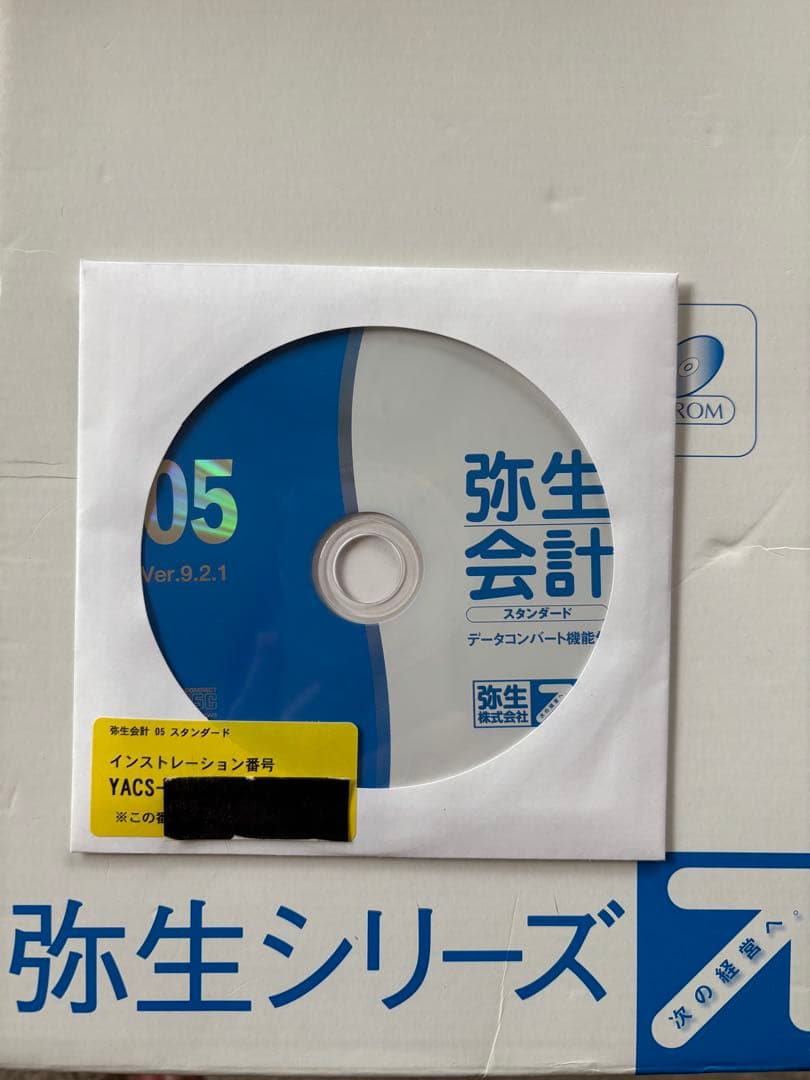 ROM
05
Ver.9.2.1
弥生
会計
スタンダード
データコンバート機能
弥生
株式会社
弥生会計 05 スタンダード
インストレーション番号
YACS-
※この
弥生シリーズ
次の経営へ。